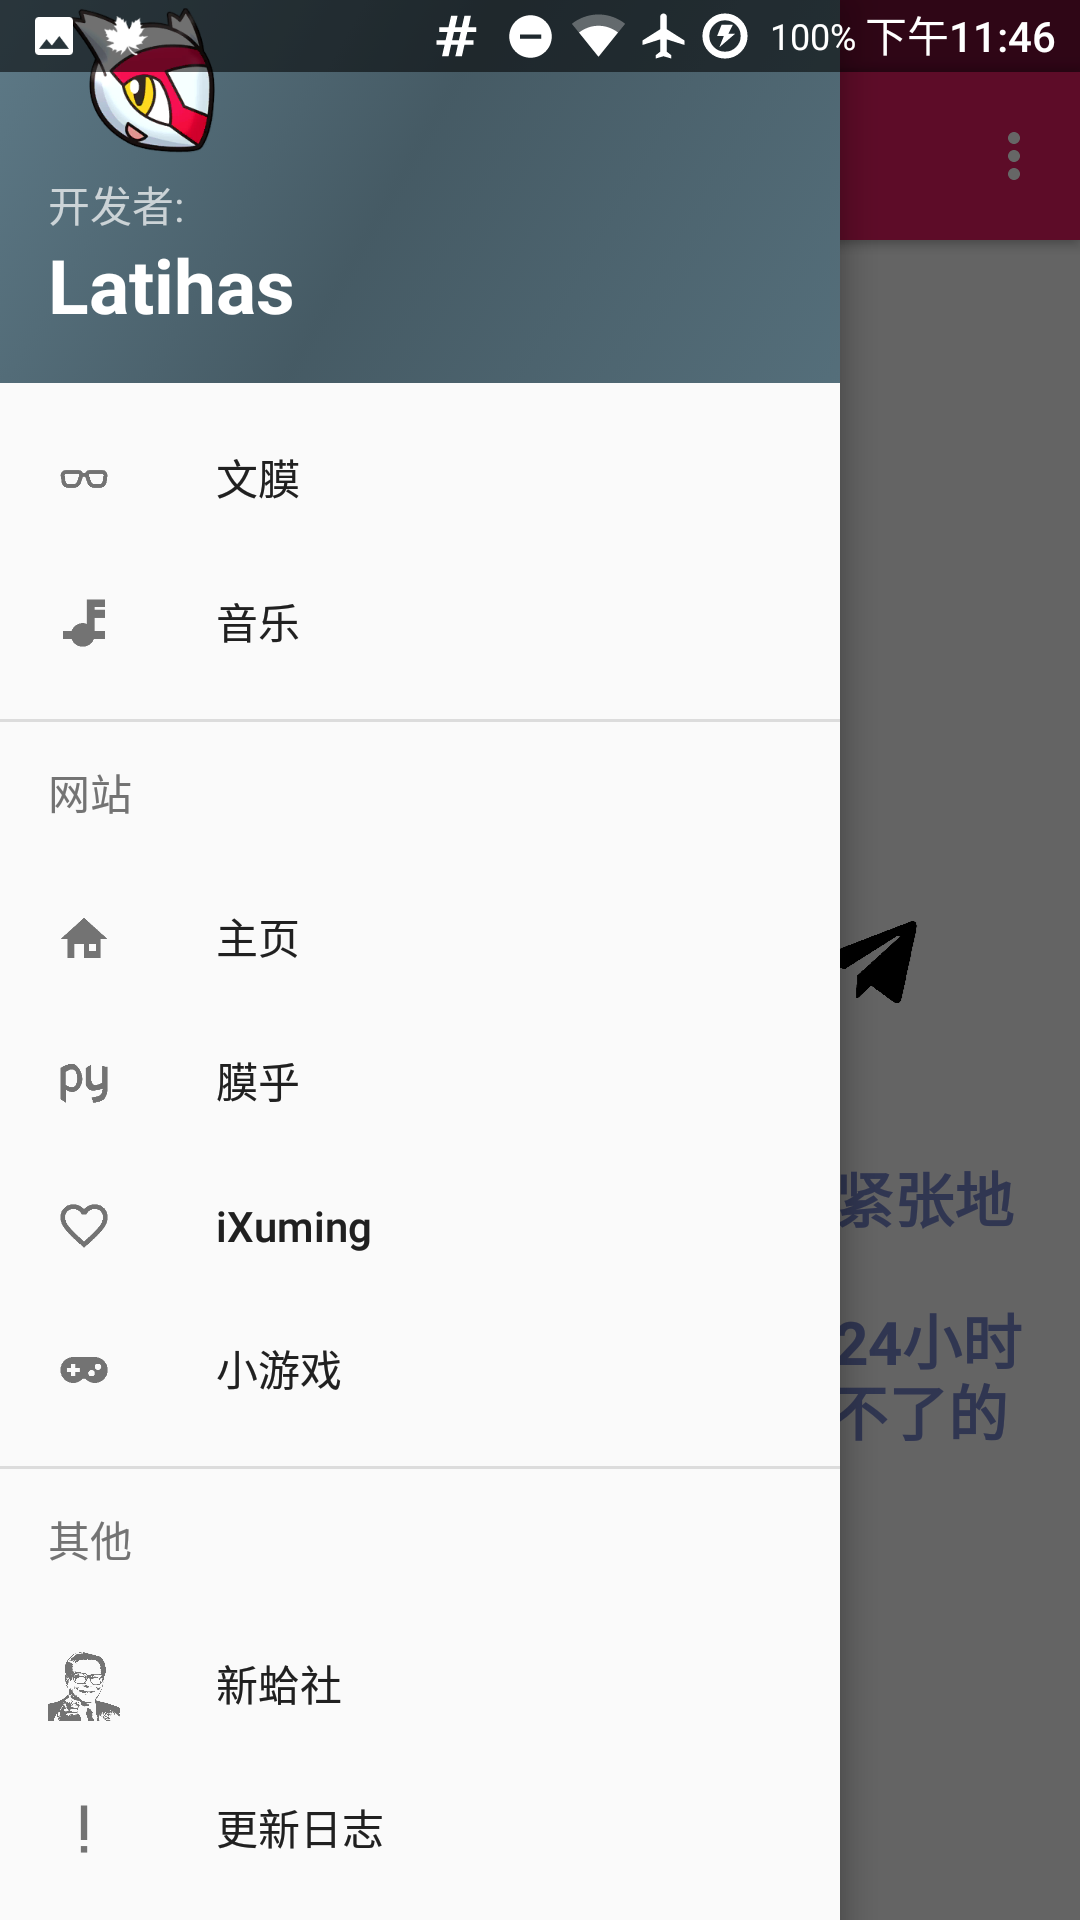 # 100% 下午11:46
开发者:
Latihas
文膜
音乐
网站
主页
py 膜乎
iXuming
小游戏
其他
新蛤社
! 更新日志
紧张地
24小时
不了的